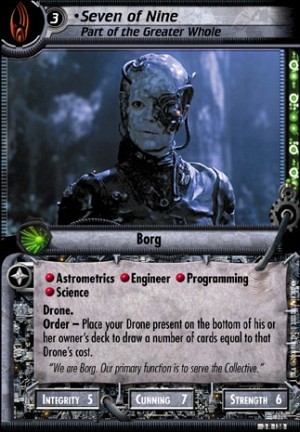 3
•Seven of Nine
Part of the Greater Whole
Borg
Astrometrics Engineer Programming
Science
Drone.
Order – Place your Drone present on the bottom of his or
her owner's deck to draw a number of cards equal to that
Drone's cost.
"We are Borg. Our primary function is to serve the Collective."
Integrity 5 Cunning 7 Strength 6